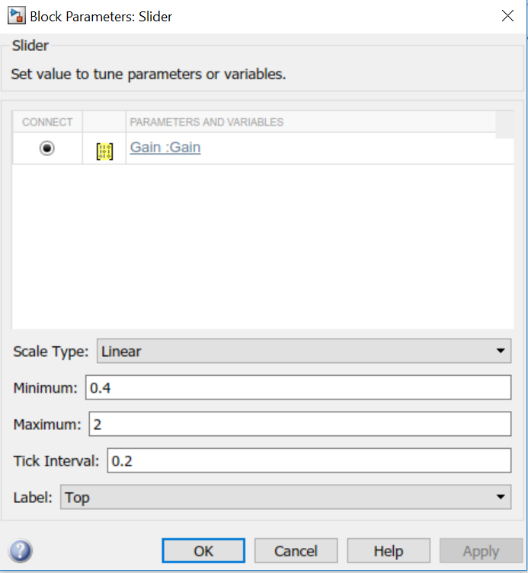 Block Parameters: Slider
Slider
Set value to tune parameters or variables.
CONNECT PARAMETERS AND VARIABLES
Gain :Gain
Scale Type: Linear
Minimum: 0.4
Maximum: 2
Tick Interval: 0.2
Label: Top
OK Cancel Help Apply